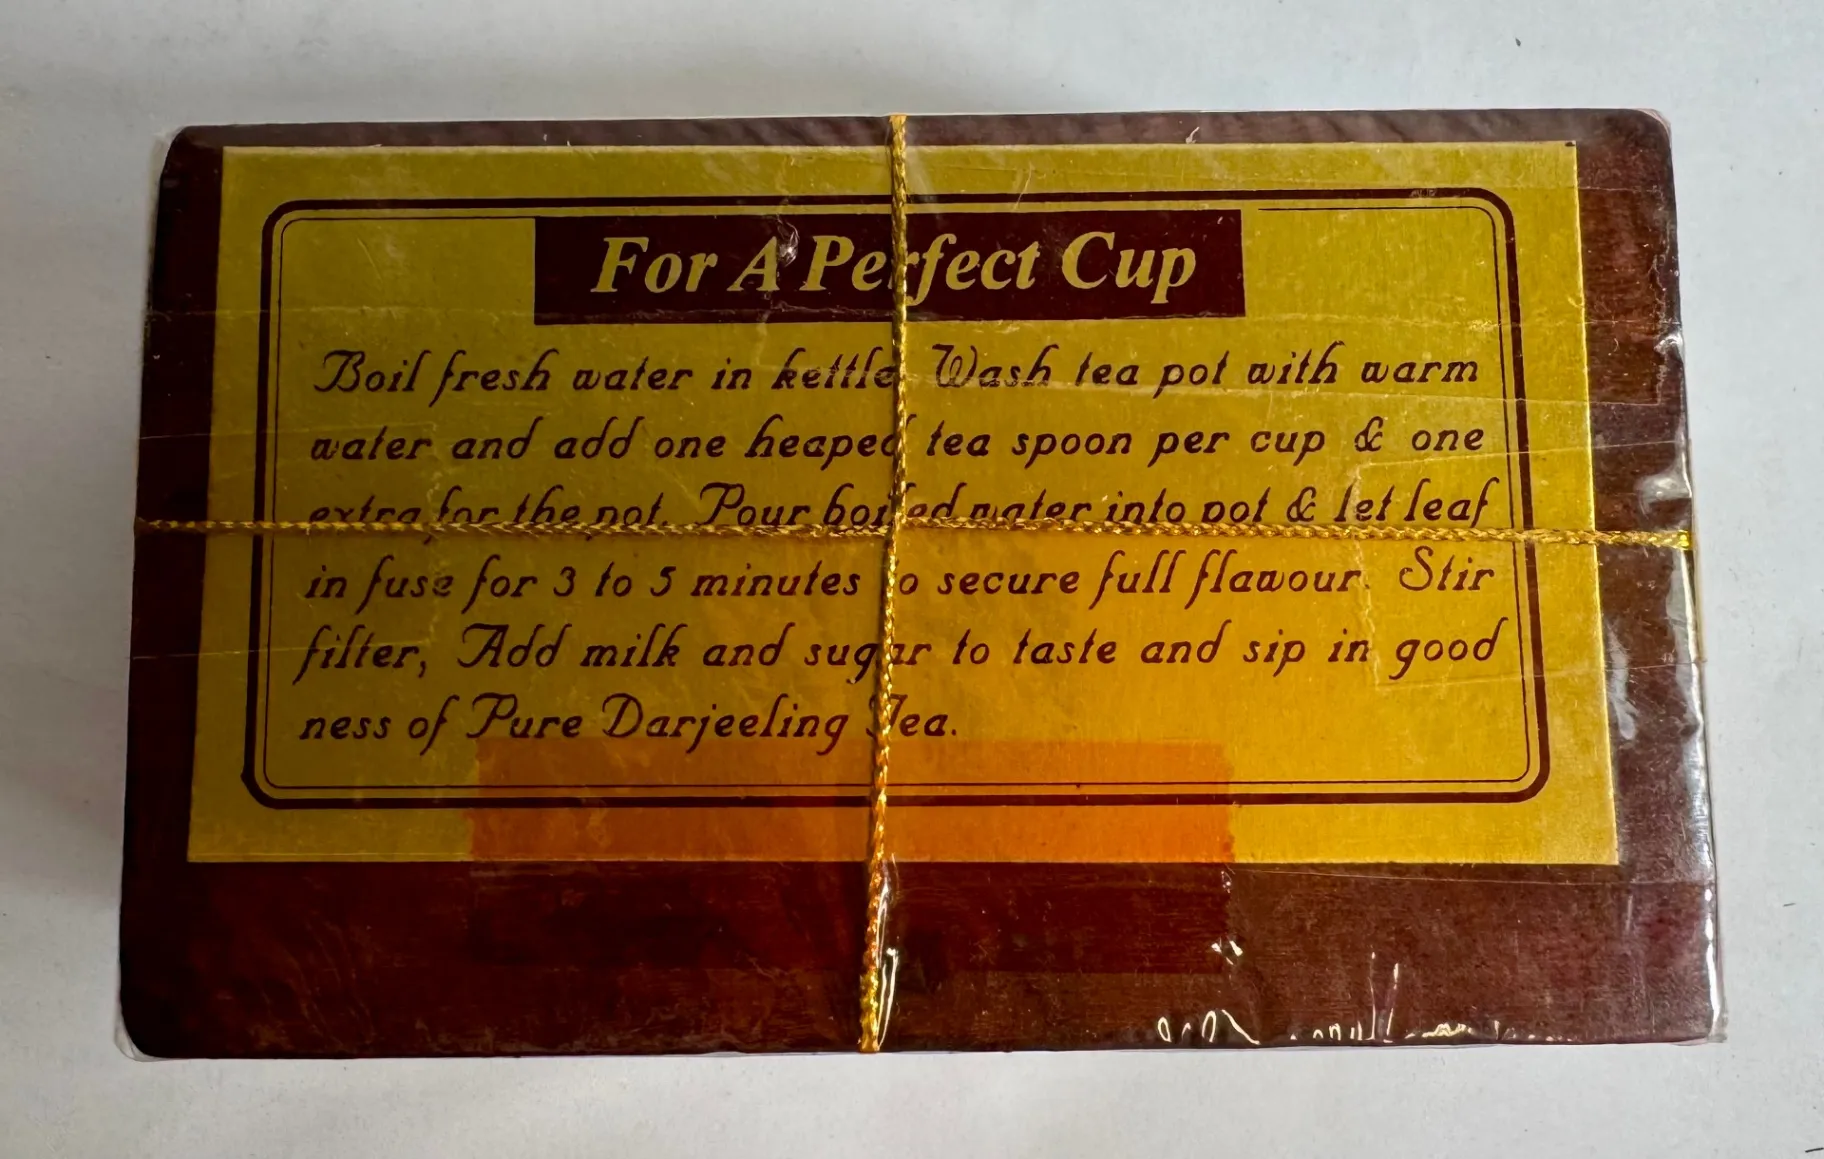 For A Perfect Cup
Boil fresh water in kettle. Wash tea pot with warm
water and add one heaped tea spoon per cup & one
extra for the pot. Pour boiled water into pot & let leaf
in fuse for 3 to 5 minutes to secure full flawour. Stir
filter, Add milk and sugar to taste and sip in good
ness of Pure Darjeeling Tea.